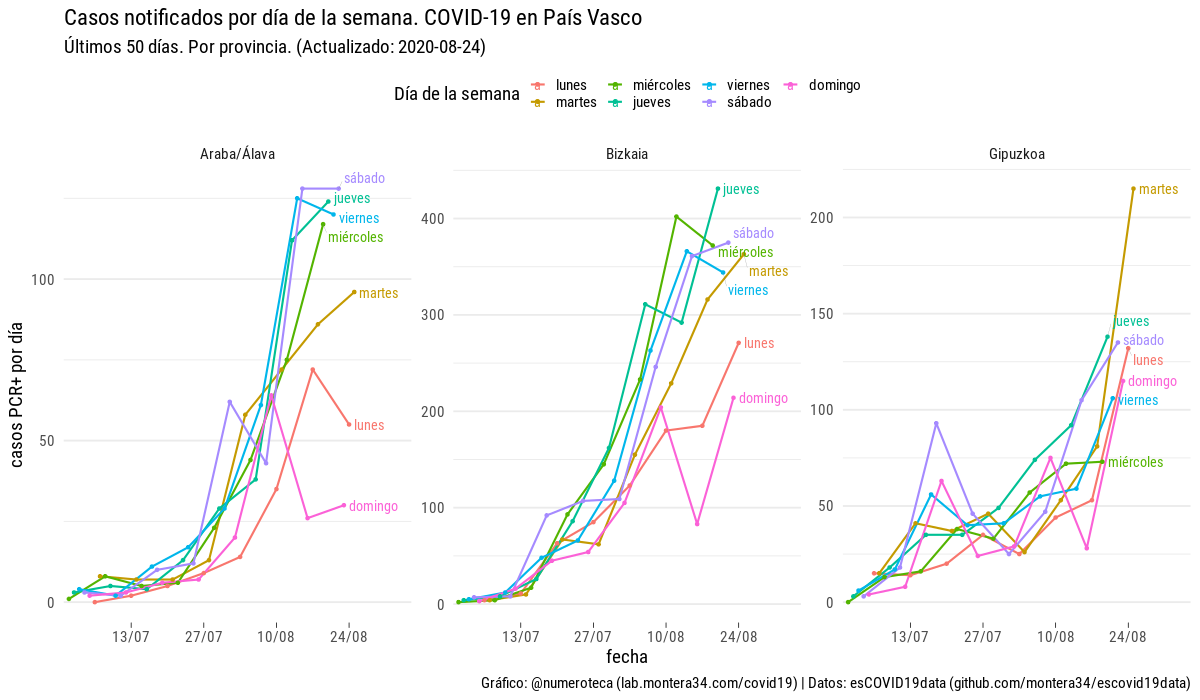 Casos notificados por día de la semana. COVID-19 en País Vasco
Últimos 50 días. Por provincia. (Actualizado: 2020-08-24)
Día de la semana
lunes miércoles viernes domingo
martes jueves sábado
Araba/Álava
Bizkaia
Gipuzkoa
casos PCR+ por día
100
50
0
sábado
jueves
viernes
miércoles
martes
lunes
domingo
13/07 27/07 10/08 24/08
400
300
200
100
0
jueves
sábado
miércoles
martes
viernes
lunes
domingo
13/07 27/07 10/08 24/08
200
150
100
50
0
martes
jueves
sábado
lunes
domingo
viernes
miércoles
13/07 27/07 10/08 24/08
fecha
Gráfico: @numeroteca (lab.montera34.com/covid19) | Datos: esCOVID19data (github.com/montera34/escovid19data)